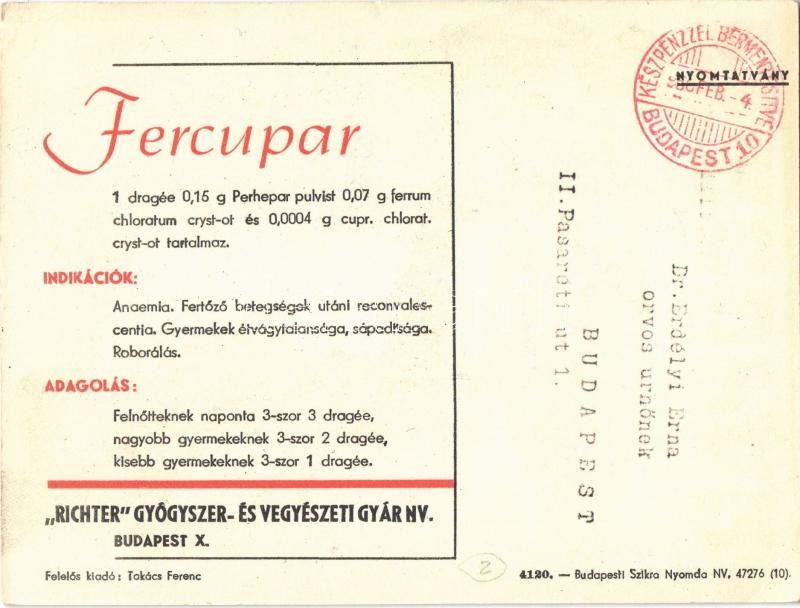 Fercupar
1 dragée 0,15 g Perhepar pulvist 0,07 g ferrum
chloratum cryst-ot és 0,0004 g cupr. chlorat.
cryst-ot tartalmaz.
INDIKÁCIÓK:
Anaemia. Fertőző betegségek utáni reconvales-
centia. Gyermekek étvágytalansága, sápadtsága.
Roborálás.
ADAGOLÁS:
Felnőtteknek naponta 3-szor 3 dragée,
nagyobb gyermekeknek 3-szor 2 dragée,
kisebb gyermekeknek 3-szor 1 dragée.
„RICHTER” GYÓGYSZER- ÉS VEGYÉSZETI GYÁR NV.
BUDAPEST X.
Felelős kiadó: Takács Ferenc
KÉSZPÉNZZEL BÉRMENTESÍTVE
FEB. -4.
BUDAPEST 10
NYOMTATVÁNY
Dr.Erdélyi Erna
orvos urnőnek
BUDAPEST
II.Pasaréti ut 1.
2
4120. — Budapesti Szikra Nyomda NV. 47276 (10).